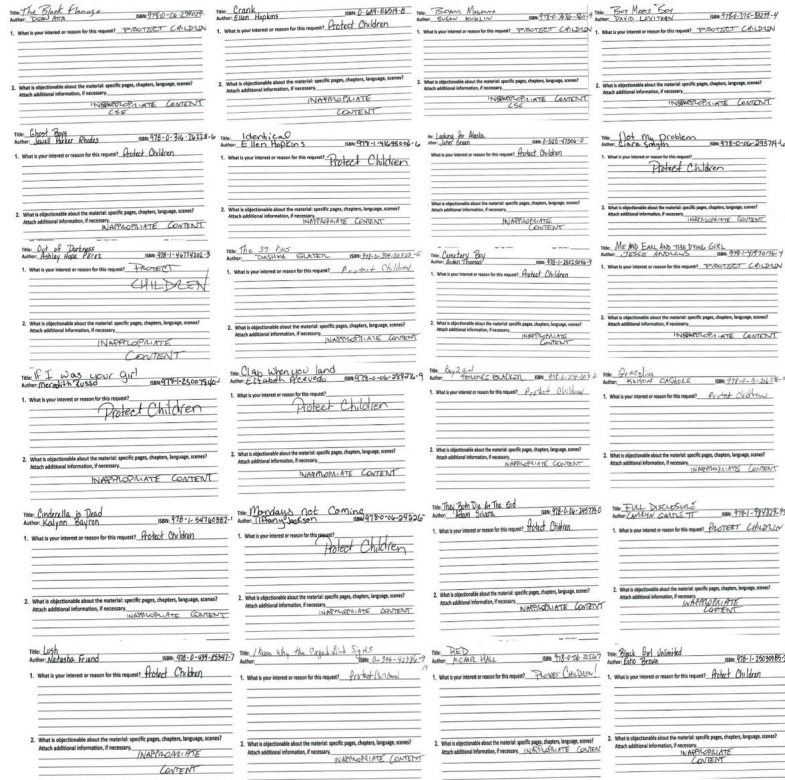 Title: The Black Flamingo
Author: DEAN ATTA
1. What is your interest or reason for this request? PROTECT CHILDREN
2. What is objectionable about the material: specific pages, chapters, language, scenes?
Attach additional information, if necessary.
INAPPROPRIATE CONTENT
CSE
Title: Crank
Author: Ellen Hopkins
1. What is your interest or reason for this request? Protect Children
2. What is objectionable about the material: specific pages, chapters, language, scenes?
Attach additional information, if necessary.
INAPPROPRIATE
CONTENT
Title: BEYOND MAGENTA
Author: SUSAN KUKLIN
1. What is your interest or reason for this request? PROTECT CHILDREN
2. What is objectionable about the material: specific pages, chapters, language, scenes?
Attach additional information, if necessary.
INAPPROPRIATE CONTENT
CSE
Title: BOY MEETS BOY
Author: DAVID LEVITHAN
1. What is your interest or reason for this request? PROTECT CHILDREN
2. What is objectionable about the material: specific pages, chapters, language, scenes?
Attach additional information, if necessary.
INAPPROPRIATE CONTENT
Title: Ghost Boys
Author: Jewell Parker Rhodes ISBN: 978-0-316-26228-6
1. What is your interest or reason for this request? Protect Children
2. What is objectionable about the material: specific pages, chapters, language, scenes?
Attach additional information, if necessary.
INAPPROPRIATE CONTENT
Title: Identical
Author: Ellen Hopkins ISBN: 978-1-41695006-6
1. What is your interest or reason for this request?
Protect Children
2. What is objectionable about the material: specific pages, chapters, language, scenes?
Attach additional information, if necessary.
INAPPROPRIATE CONTENT
Title: Looking for Alaska
Author: John Green ISBN: 0-525-47506-0
1. What is your interest or reason for this request? Protect Children
2. What is objectionable about the material: specific pages, chapters, language, scenes?
Attach additional information, if necessary.
INAPPROPRIATE
CONTENT
Title: Not My Problem
Author: Ciara Smyth
1. What is your interest or reason for this request?
Protect Children
2. What is objectionable about the material: specific pages, chapters, language, scenes?
Attach additional information, if necessary.
INAPPROPRIATE CONTENT
Title: Out of Darkness
Author: Ashley Hope Perez ISBN: 978-1-46774202-3
1. What is your interest or reason for this request? PROTECT
CHILDREN
2. What is objectionable about the material: specific pages, chapters, language, scenes?
Attach additional information, if necessary.
INAPPROPRIATE
CONTENT
Title: The 57 Bus
Author: DASHKA SLATER
1. What is your interest or reason for this request? Protect Children
2. What is objectionable about the material: specific pages, chapters, language, scenes?
Attach additional information, if necessary.
INAPPROPRIATE CONTENT
Title: Cemetery Boy
Author: Aiden Thomas ISBN: 978-1-25025046-9
1. What is your interest or reason for this request? Protect Children
2. What is objectionable about the material: specific pages, chapters, language, scenes?
Attach additional information, if necessary.
INAPPROPRIATE
CONTENT
Title: ME AND EARL AND THE DYING GIRL
Author: JESSE ANDREWS
1. What is your interest or reason for this request? PROTECT CHILDREN
2. What is objectionable about the material: specific pages, chapters, language, scenes?
Attach additional information, if necessary.
INAPPROPRIATE CONTENT
Title: If I was your girl
Author: Meredith Russo
1. What is your interest or reason for this request?
Protect Children
2. What is objectionable about the material: specific pages, chapters, language, scenes?
Attach additional information, if necessary.
INAPPROPRIATE CONTENT
Title: Clap when you land
Author: Elizabeth Acevedo
1. What is your interest or reason for this request?
Protect Children
2. What is objectionable about the material: specific pages, chapters, language, scenes?
Attach additional information, if necessary.
INAPPROPRIATE CONTENT
Title: Boy2Girl
Author: TERENCE BLACKER
1. What is your interest or reason for this request? Protect Children
2. What is objectionable about the material: specific pages, chapters, language, scenes?
Attach additional information, if necessary.
INAPPROPRIATE CONTENT
Title: Graceling
Author: KRISTIN CASHORE
1. What is your interest or reason for this request? Protect Children
2. What is objectionable about the material: specific pages, chapters, language, scenes?
Attach additional information, if necessary.
INAPPROPRIATE CONTENT
Title: Cinderella is Dead
Author: Kalynn Bayron
1. What is your interest or reason for this request? Protect Children
2. What is objectionable about the material: specific pages, chapters, language, scenes?
Attach additional information, if necessary.
INAPPROPRIATE CONTENT
Title: Mondays not Coming
Author: Tiffany Jackson
1. What is your interest or reason for this request?
Protect Children
2. What is objectionable about the material: specific pages, chapters, language, scenes?
Attach additional information, if necessary.
INAPPROPRIATE CONTENT
Title: They Both Die At The End
Author: Adam Silvera
1. What is your interest or reason for this request? Protect Children
2. What is objectionable about the material: specific pages, chapters, language, scenes?
Attach additional information, if necessary.
INAPPROPRIATE CONTENT
Title: FULL DISCLOSURE
Author: CAMRYN GARRETT
1. What is your interest or reason for this request? PROTECT CHILDREN
2. What is objectionable about the material: specific pages, chapters, language, scenes?
Attach additional information, if necessary.
INAPPROPRIATE
CONTENT
Title: Lush
Author: Natasha Friend
1. What is your interest or reason for this request? Protect Children
2. What is objectionable about the material: specific pages, chapters, language, scenes?
Attach additional information, if necessary.
INAPPROPRIATE
CONTENT
Title: I Know Why the Caged Bird Sings
Author:
1. What is your interest or reason for this request? Protect Children
2. What is objectionable about the material: specific pages, chapters, language, scenes?
Attach additional information, if necessary.
INAPPROPRIATE CONTENT
Title: RED
Author: MICHAEL HALL
1. What is your interest or reason for this request? PROTECT CHILDREN
2. What is objectionable about the material: specific pages, chapters, language, scenes?
Attach additional information, if necessary. INAPPROPRIATE CONTEN
Title: Black Girl Unlimited
Author: Echo Brown
1. What is your interest or reason for this request? Protect Children
2. What is objectionable about the material: specific pages, chapters, language, scenes?
Attach additional information, if necessary.
INAPPROPRIATE
CONTENT